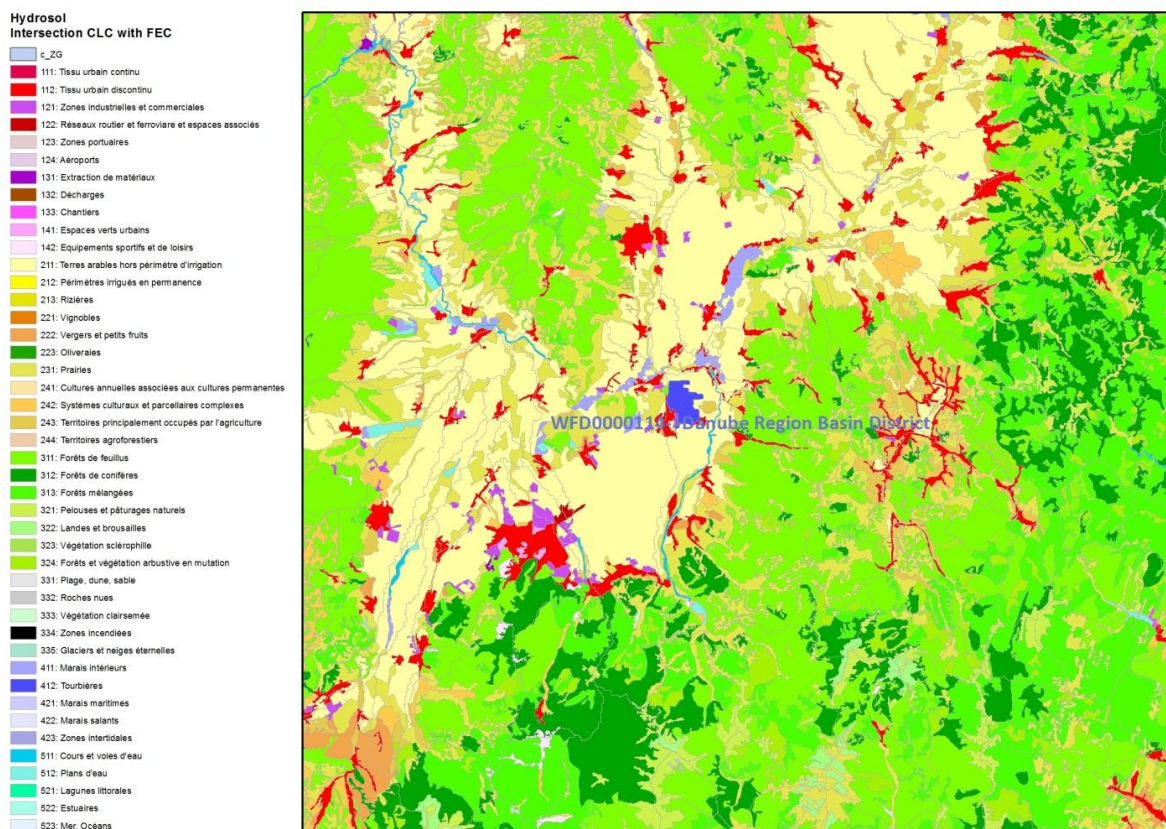 Hydrosol
Intersection CLC with FEC
c_ZG
111: Tissu urbain continu
112: Tissu urbain discontinu
121: Zones industrielles et commerciales
122: Réseaux routier et ferroviaire et espaces associés
123: Zones portuaires
124: Aéroports
131: Extraction de matériaux
132: Décharges
133: Chantiers
141: Espaces verts urbains
142: Equipements sportifs et de loisirs
211: Terres arables hors périmètre d'irrigation
212: Périmètres irrigués en permanence
213: Rizières
221: Vignobles
222: Vergers et petits fruits
223: Oliveraies
231: Prairies
241: Cultures annuelles associées aux cultures permanentes
242: Systèmes culturaux et parcellaires complexes
243: Territoires principalement occupés par l'agriculture
244: Territoires agroforestiers
311: Forêts de feuillus
312: Forêts de conifères
313: Forêts mélangées
321: Pelouses et pâturages naturels
322: Landes et brousailles
323: Végétation sclérophille
324: Forêts et végétation arbustive en mutation
331: Plage, dune, sable
332: Roches nues
333: Végétation clairsemée
334: Zones incendiées
335: Glaciers et neiges éternelles
411: Marais intérieurs
412: Tourbières
421: Marais maritimes
422: Marais salants
423: Zones intertidales
511: Cours et voies d'eau
512: Plans d'eau
521: Lagunes littorales
522: Estuaires
523: Mer, Océans
Danube Region Basin District